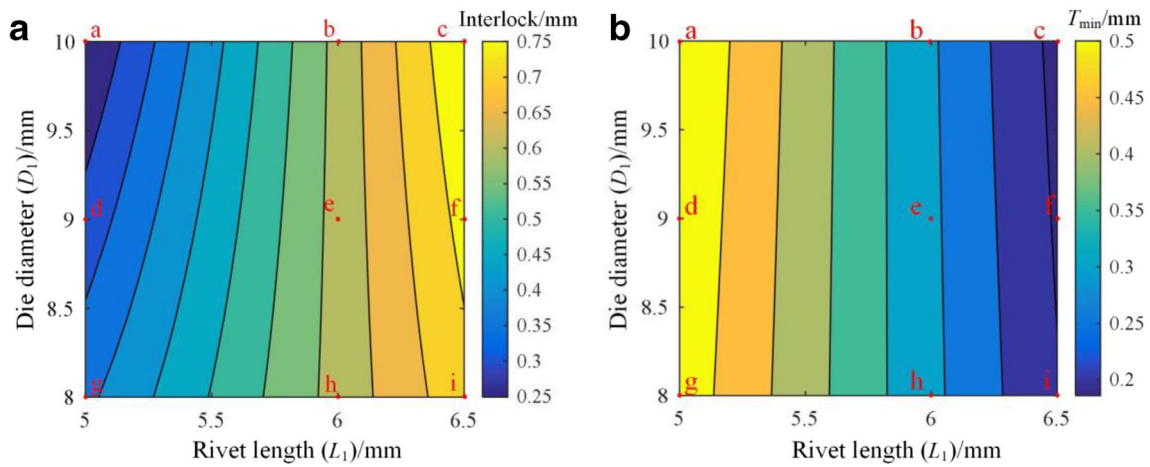 a
Interlock/mm
a b c
10
9.5
9
8.5
8
d e f
g h i
5 5.5 6 6.5
Die diameter (D1)/mm
Rivet length (L1)/mm
0.75
0.7
0.65
0.6
0.55
0.5
0.45
0.4
0.35
0.3
0.25
b
Tmin/mm
a b c
10
9.5
9
8.5
8
d e f
g h i
5 5.5 6 6.5
Die diameter (D1)/mm
Rivet length (L1)/mm
0.5
0.45
0.4
0.35
0.3
0.25
0.2